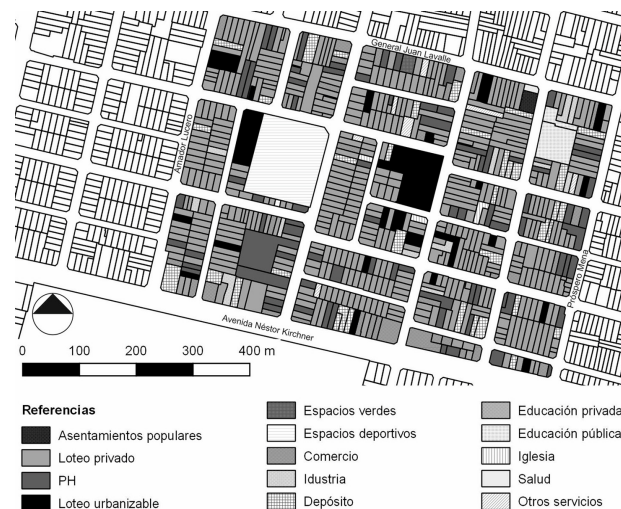 General Juan Lavalle
Amador Lucero
Próspero Mena
Avenida Néstor Kirchner
0 100 200 300 400 m
Referencias
Asentamientos populares
Loteo privado
PH
Loteo urbanizable
Espacios verdes
Espacios deportivos
Comercio
Idustria
Depósito
Educación privada
Educación pública
Iglesia
Salud
Otros servicios